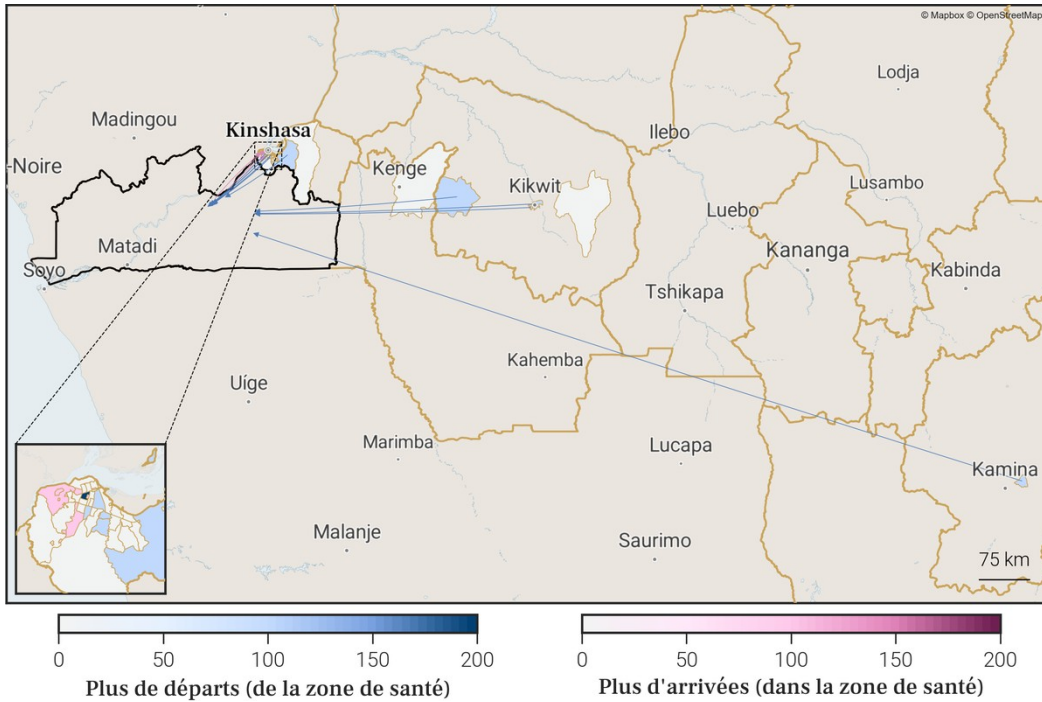 © Mapbox © OpenStreetMap
Lodja
Madingou
Kinshasa
Ilebo
-Noire
Kenge
Kikwit
Lusambo
Luebo
Matadi
Kananga
Soyo
Kabinda
Tshikapa
Kahemba
Uíge
Marimba
Lucapa
Kamina
Malanje
Saurimo
75 km
0 50 100 150 200
Plus de départs (de la zone de santé)
0 50 100 150 200
Plus d'arrivées (dans la zone de santé)